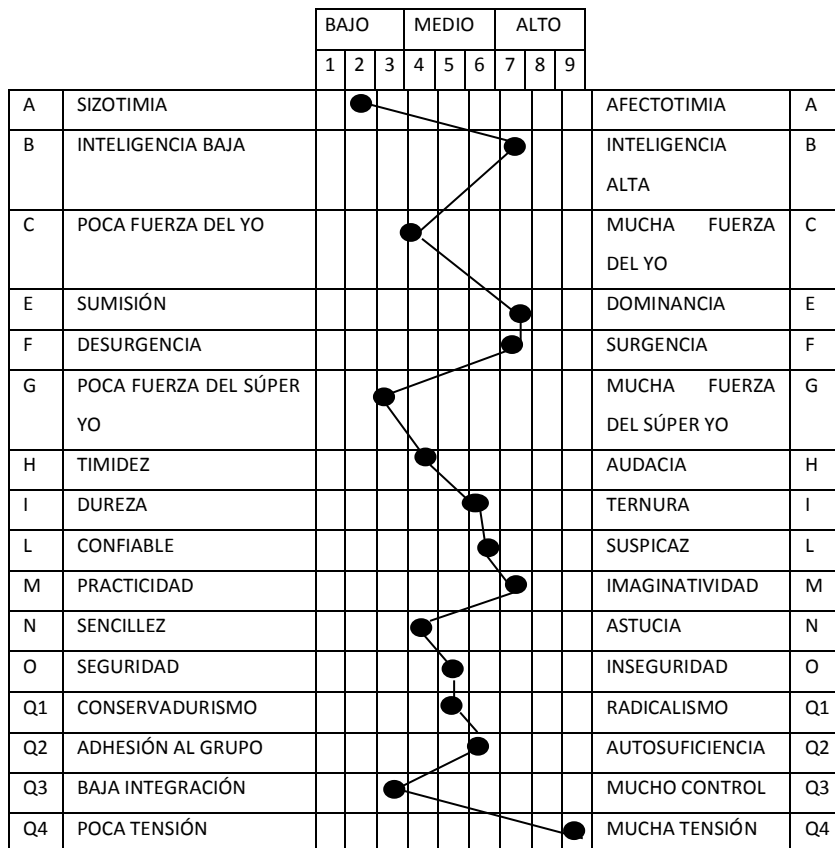 BAJO MEDIO ALTO
1 2 3 4 5 6 7 8 9
A SIZOTIMIA AFECTOTIMIA A
B INTELIGENCIA BAJA INTELIGENCIA B
ALTA
C POCA FUERZA DEL YO MUCHA FUERZA C
DEL YO
E SUMISIÓN DOMINANCIA E
F DESURGENCIA SURGENCIA F
G POCA FUERZA DEL SÚPER MUCHA FUERZA G
YO DEL SÚPER YO
H TIMIDEZ AUDACIA H
I DUREZA TERNURA I
L CONFIABLE SUSPICAZ L
M PRACTICIDAD IMAGINATIVIDAD M
N SENCILLEZ ASTUCIA N
O SEGURIDAD INSEGURIDAD O
Q1 CONSERVADURISMO RADICALISMO Q1
Q2 ADHESIÓN AL GRUPO AUTOSUFICIENCIA Q2
Q3 BAJA INTEGRACIÓN MUCHO CONTROL Q3
Q4 POCA TENSIÓN MUCHA TENSIÓN Q4